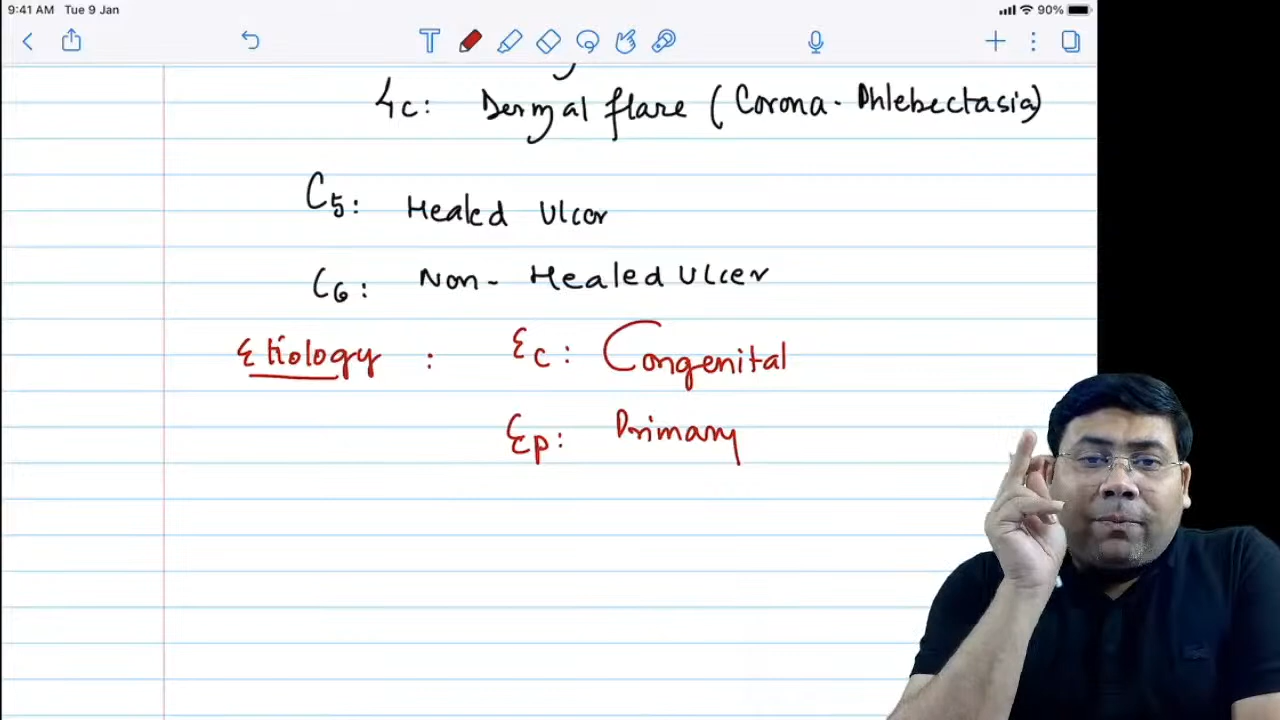 9:41 AM Tue 9 Jan 90%
4c: Dermal flare (Corona-Phlebectasia)
C5: Healed Ulcer
C6: Non-Healed Ulcer
Etiology : Ec: Congenital
Ep: Primary